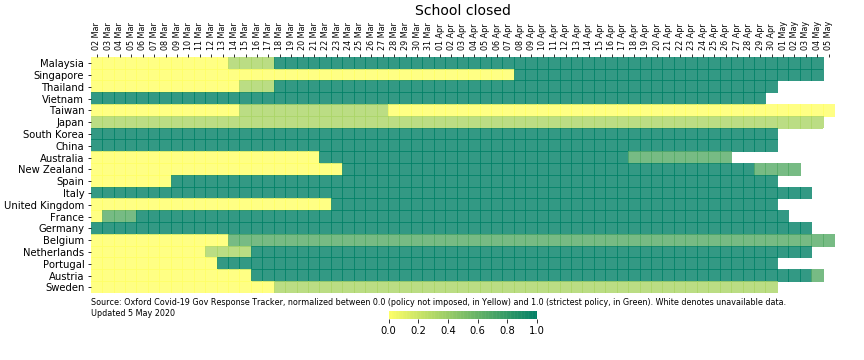 School closed
02 Mar
03 Mar
04 Mar
05 Mar
06 Mar
07 Mar
08 Mar
09 Mar
10 Mar
11 Mar
12 Mar
13 Mar
14 Mar
15 Mar
16 Mar
17 Mar
18 Mar
19 Mar
20 Mar
21 Mar
22 Mar
23 Mar
24 Mar
25 Mar
26 Mar
27 Mar
28 Mar
29 Mar
30 Mar
31 Mar
01 Apr
02 Apr
03 Apr
04 Apr
05 Apr
06 Apr
07 Apr
08 Apr
09 Apr
10 Apr
11 Apr
12 Apr
13 Apr
14 Apr
15 Apr
16 Apr
17 Apr
18 Apr
19 Apr
20 Apr
21 Apr
22 Apr
23 Apr
24 Apr
25 Apr
26 Apr
27 Apr
28 Apr
29 Apr
30 Apr
01 May
02 May
03 May
04 May
05 May
Malaysia
Singapore
Thailand
Vietnam
Taiwan
Japan
South Korea
China
Australia
New Zealand
Spain
Italy
United Kingdom
France
Germany
Belgium
Netherlands
Portugal
Austria
Sweden
Source: Oxford Covid-19 Gov Response Tracker, normalized between 0.0 (policy not imposed, in Yellow) and 1.0 (strictest policy, in Green). White denotes unavailable data.
Updated 5 May 2020
0.0 0.2 0.4 0.6 0.8 1.0